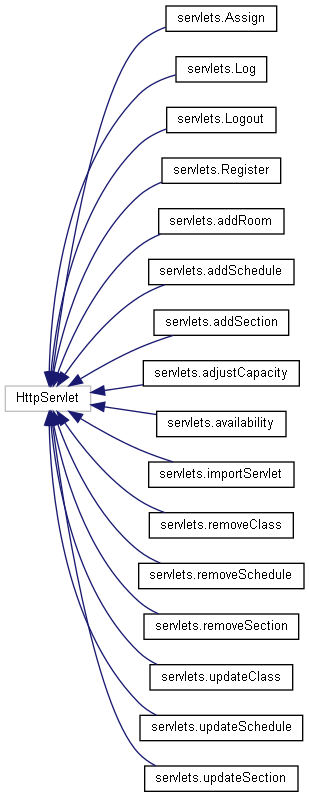 servlets.Assign
servlets.Log
servlets.Logout
servlets.Register
servlets.addRoom
servlets.addSchedule
servlets.addSection
servlets.adjustCapacity
HttpServlet
servlets.availability
servlets.importServlet
servlets.removeClass
servlets.removeSchedule
servlets.removeSection
servlets.updateClass
servlets.updateSchedule
servlets.updateSection